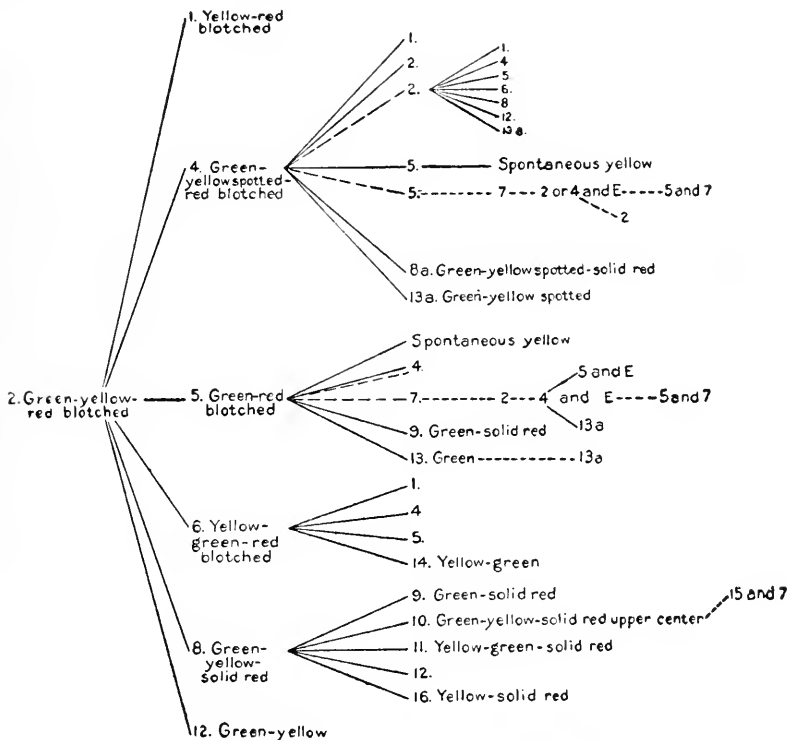 1. Yellow-red
blotched
1.
2.
2.
1.
4
5.
6.
8
12.
13a.
4. Green-
yellow spotted-
red blotched
5. Spontaneous yellow
5. 7 2 or 4 and E 5 and 7
2
8a. Green-yellow spotted-solid red
13a. Green-yellow spotted
Spontaneous yellow
4.
5 and E
2. Green-yellow-
red blotched
5. Green-red
blotched
7. 2 4 and E 5 and 7
9. Green-solid red
13a
13. Green 13a
6. Yellow-
green-red
blotched
1.
4
5.
14. Yellow-green
8. Green-
yellow-
solid red
9. Green-solid red
15 and 7
10. Green-yellow-solid red upper center
11. Yellow-green-solid red
12.
16. Yellow-solid red
12. Green-yellow